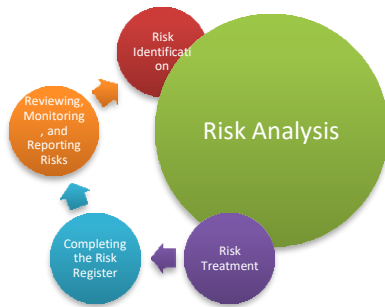 Risk
Identificati
on
Risk Analysis
Reviewing,
Monitoring
, and
Reporting
Risks
Completing
the Risk
Register
Risk
Treatment